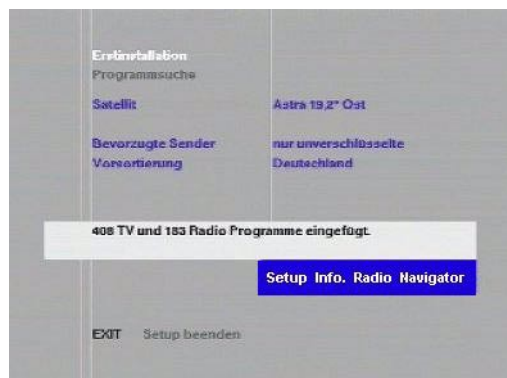 Erstinstallation
Programmsuche
Satellit Astra 19,2° Ost
Bevorzugte Sender nur unverschlüsselte
Vorsortierung Deutschland
408 TV und 183 Radio Programme eingefügt.
Setup Info. Radio Navigator
EXIT Setup beenden